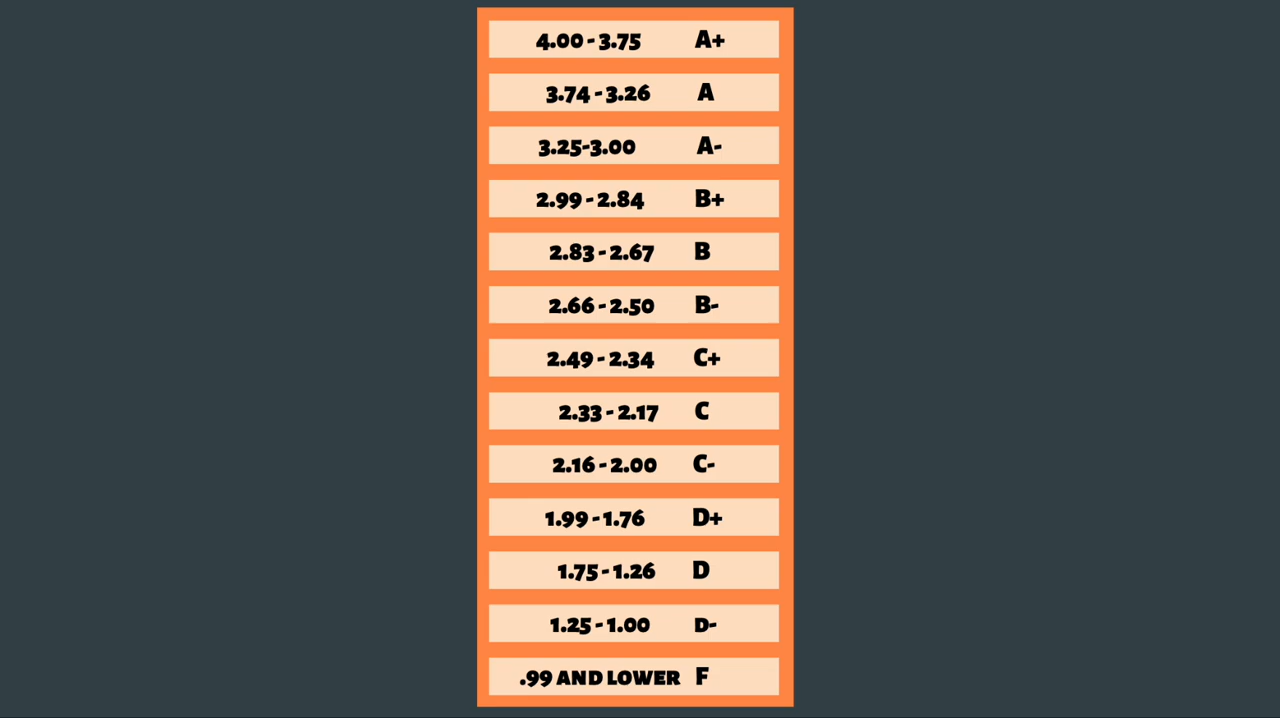 4.00 - 3.75 A+
3.74 - 3.26 A
3.25-3.00 A-
2.99 - 2.84 B+
2.83 - 2.67 B
2.66 - 2.50 B-
2.49 - 2.34 C+
2.33 - 2.17 C
2.16 - 2.00 C-
1.99 - 1.76 D+
1.75 - 1.26 D
1.25 - 1.00 D-
.99 AND LOWER F